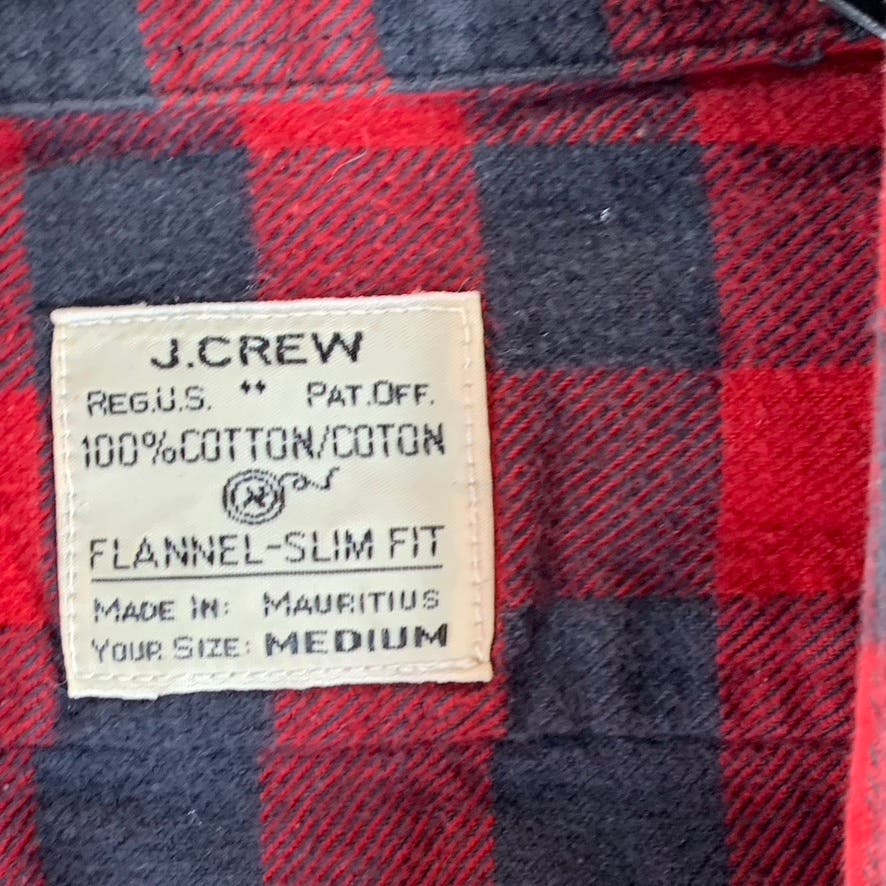 J.CREW
REG.U.S. ** PAT.OFF.
100%COTTON/COTON
FLANNEL-SLIM FIT
MADE IN: MAURITIUS
YOUR SIZE: MEDIUM